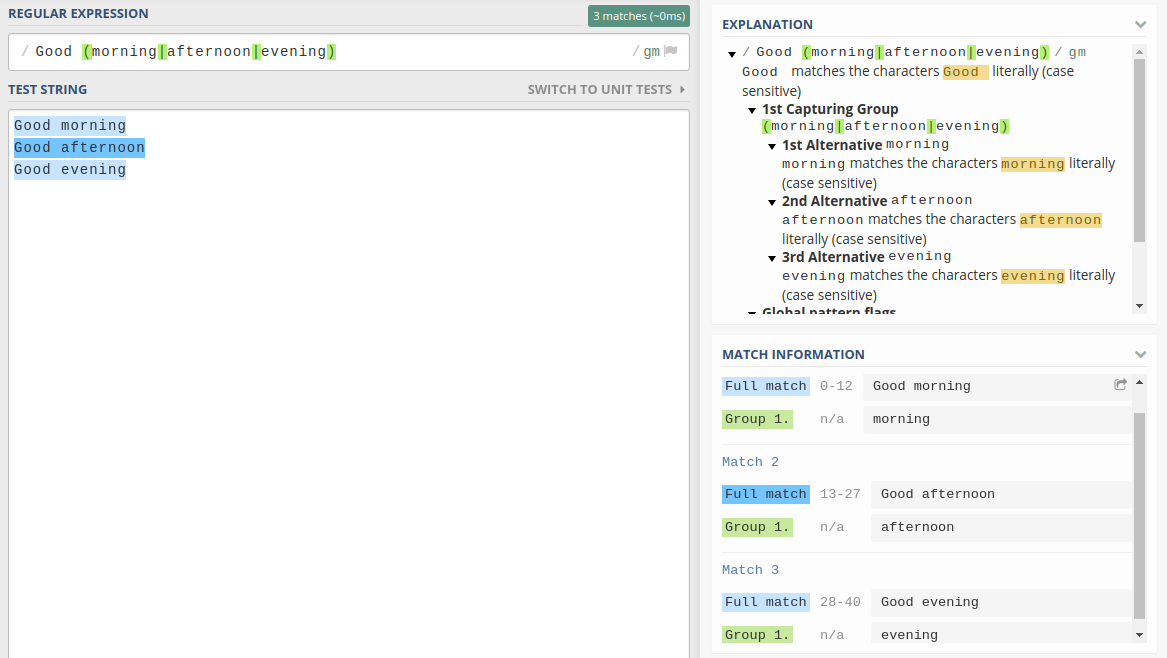 REGULAR EXPRESSION
3 matches (~0ms)
/ Good (morning|afternoon|evening) / gm
TEST STRING
SWITCH TO UNIT TESTS
Good morning
Good afternoon
Good evening
EXPLANATION
/ Good (morning|afternoon|evening) / gm
Good matches the characters Good literally (case
sensitive)
1st Capturing Group
(morning|afternoon|evening)
1st Alternative morning
morning matches the characters morning literally
(case sensitive)
2nd Alternative afternoon
afternoon matches the characters afternoon
literally (case sensitive)
3rd Alternative evening
evening matches the characters evening literally
(case sensitive)
Global pattern flags
MATCH INFORMATION
Full match 0-12 Good morning
Group 1. n/a morning
Match 2
Full match 13-27 Good afternoon
Group 1. n/a afternoon
Match 3
Full match 28-40 Good evening
Group 1. n/a evening